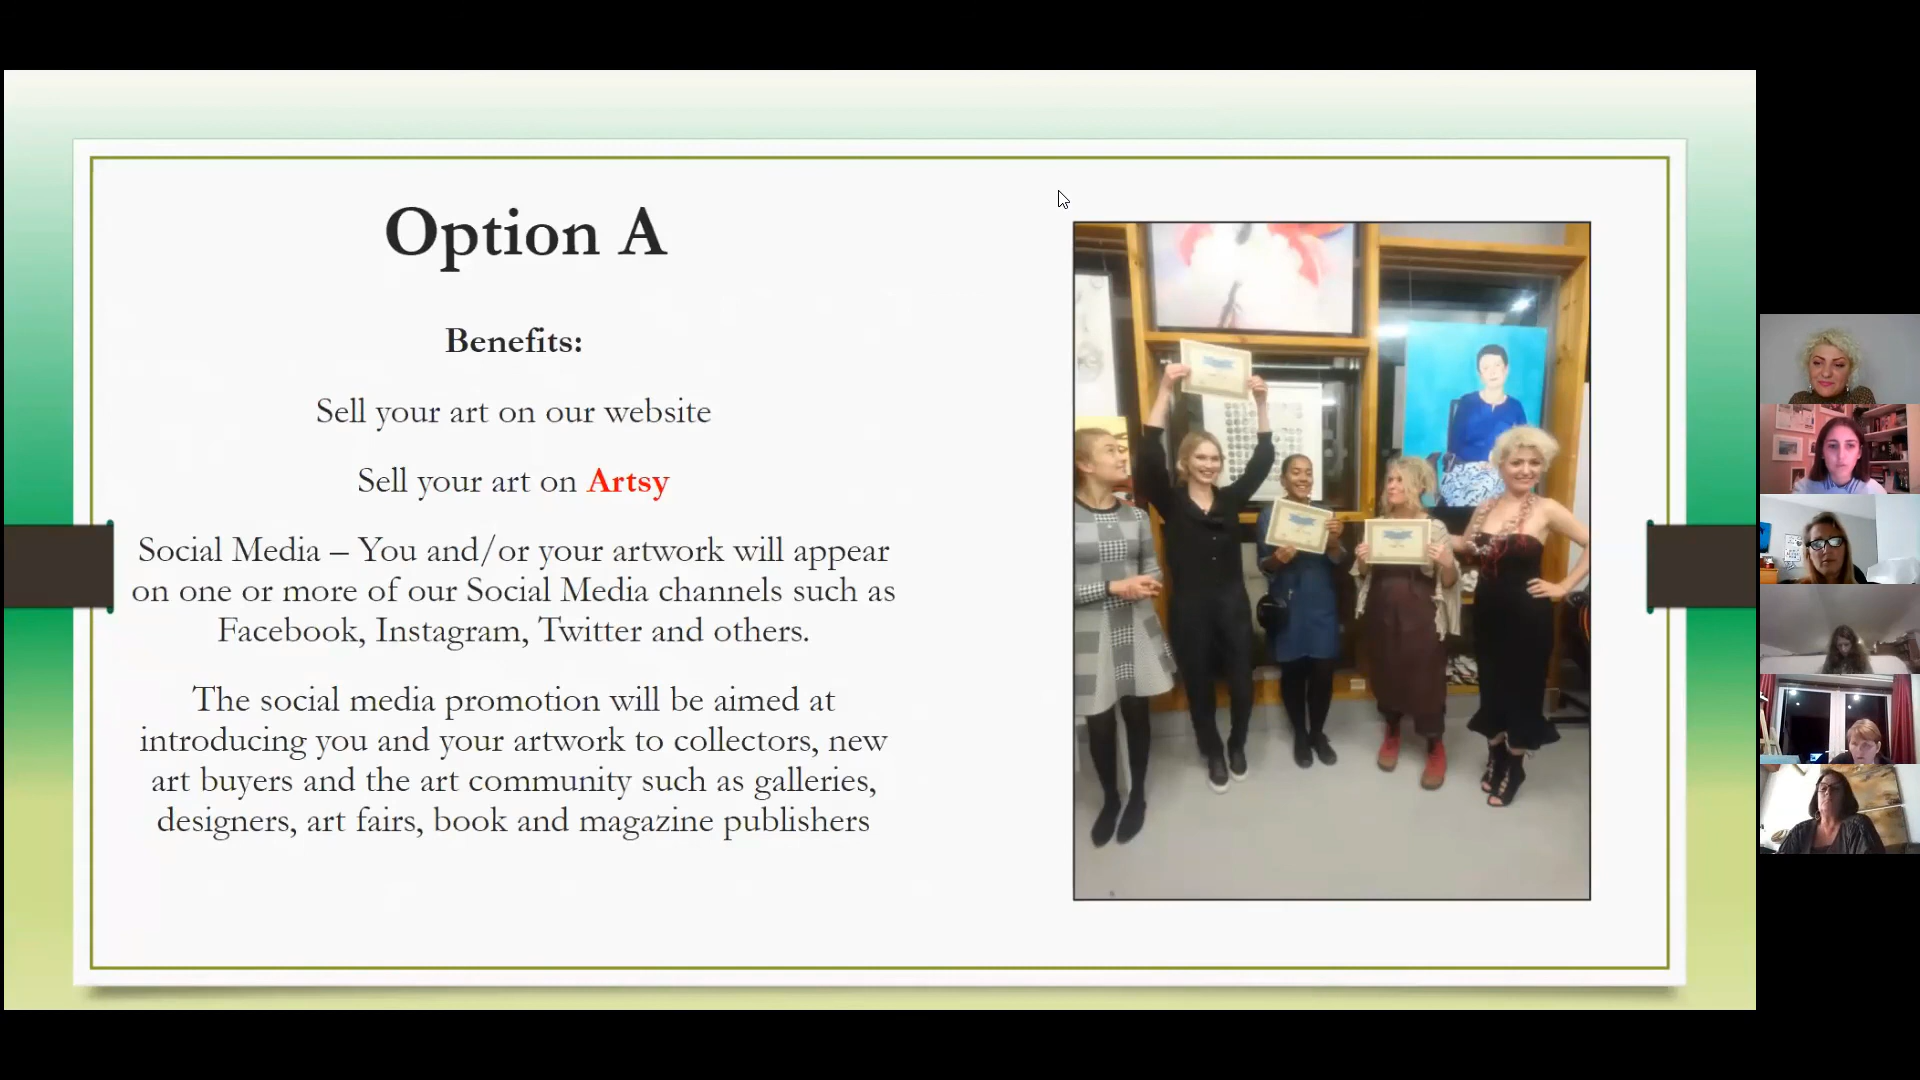 Option A
Benefits:
Sell your art on our website
Sell your art on Artsy
Social Media – You and/or your artwork will appear
on one or more of our Social Media channels such as
Facebook, Instagram, Twitter and others.
The social media promotion will be aimed at
introducing you and your artwork to collectors, new
art buyers and the art community such as galleries,
designers, art fairs, book and magazine publishers